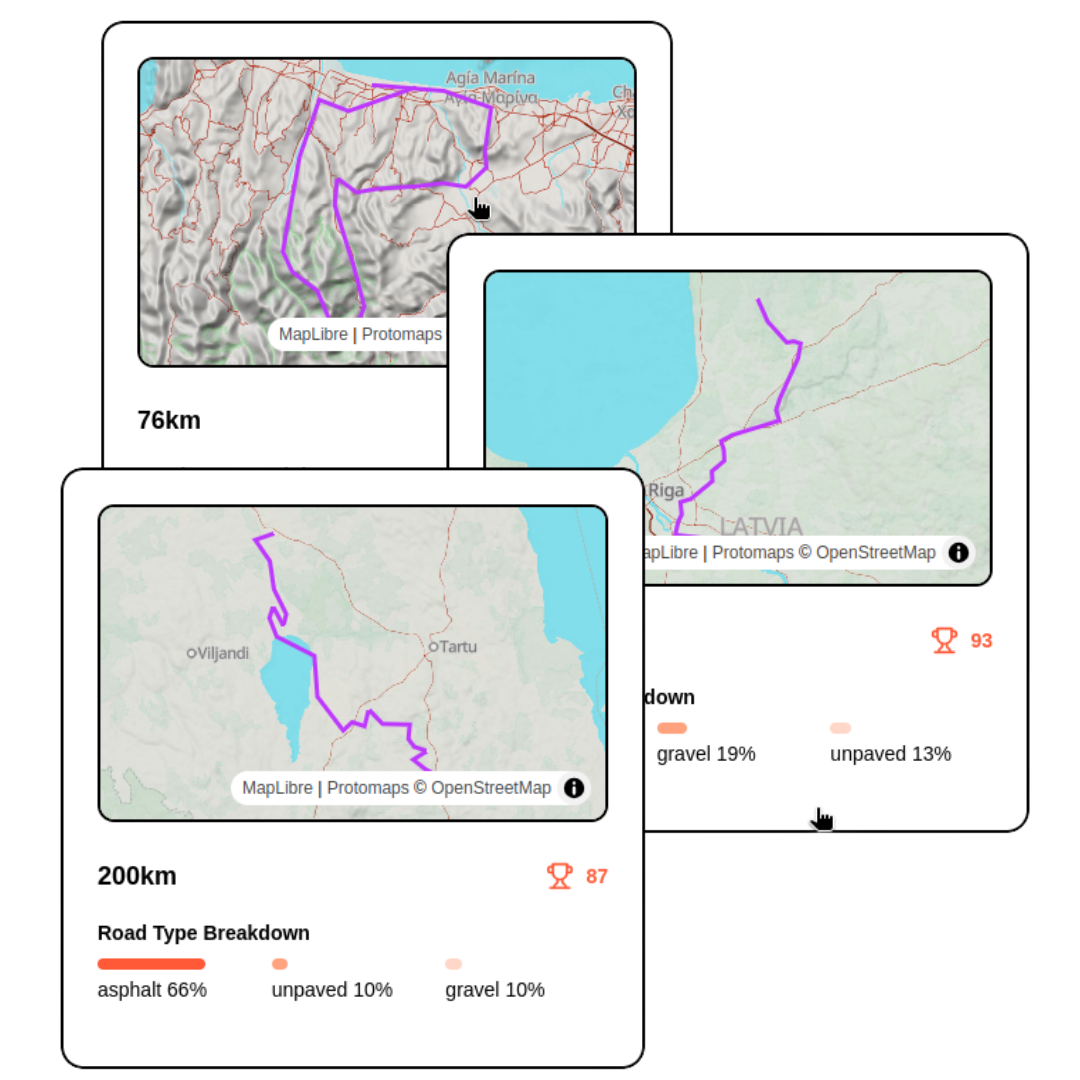 Agía Marína
Αγία Μαρίνα
Ch
Χα
MapLibre | Protomaps
76km
Riga
LATVIA
apLibre | Protomaps © OpenStreetMap
93
down
gravel 19%
unpaved 13%
Viljandi
Tartu
MapLibre | Protomaps © OpenStreetMap
200km
87
Road Type Breakdown
asphalt 66%
unpaved 10%
gravel 10%